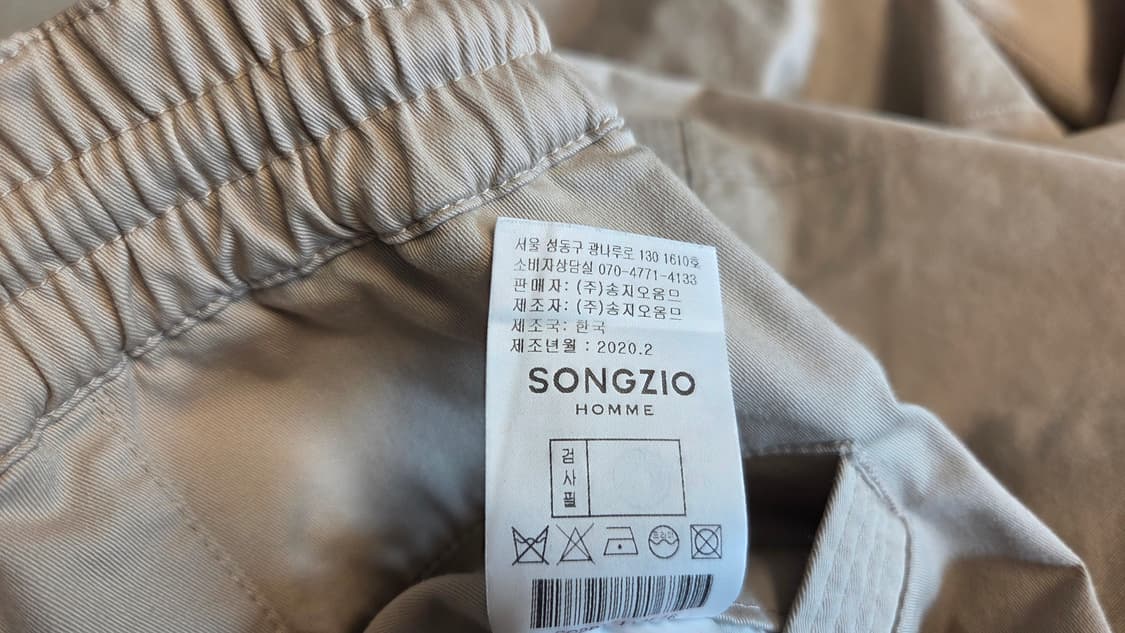 서울 성동구 광나루로 130 1610호
소비자상담실 070-4771-4133
판매자: (주)송지오옴므
제조자: (주)송지오옴므
제조국: 한국
제조년월 : 2020.2
SONGZIO
HOMME
검
사
필
드라이